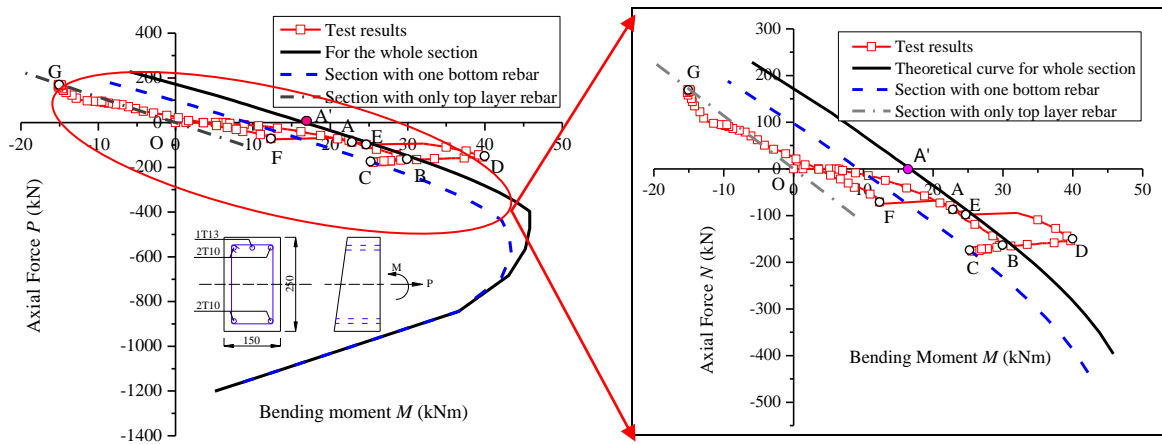 Test results
For the whole section
Section with one bottom rebar
Section with only top layer rebar
400
200
0
-200
-400
-600
-800
-1000
-1200
-1400
-20
-10
0
10
20
30
40
50
G
O
F
A'
A
E
C
B
D
Axial Force P (kN)
Bending moment M (kNm)
1T13
2T10
2T10
250
150
M
P
Test results
Theoretical curve for whole section
Section with one bottom rebar
Section with only top layer rebar
300
200
100
0
-100
-200
-300
-400
-500
-20
-10
0
10
20
30
40
50
G
O
A'
A
F
E
C
B
D
Axial Force N (kN)
Bending Moment M (kNm)